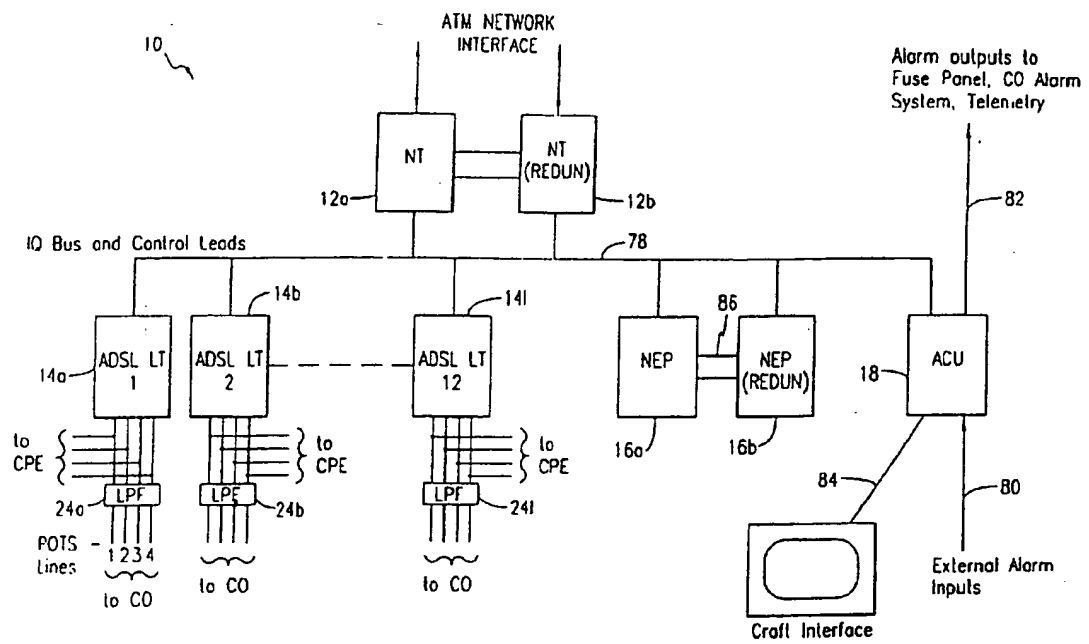 ATM NETWORK
INTERFACE
10
Alarm outputs to
Fuse Panel, CO Alarm
System, Telemetry
NT
NT
(REDUN)
12a
12b
82
IQ Bus and Control Leads
78
14b
14l
86
ADSL LT
1
ADSL LT
2
ADSL LT
12
NEP
NEP
(REDUN)
ACU
14a
18
16a
16b
to
CPE
to
CPE
to
CPE
84
80
24a
LPF
LPF
24b
LPF
24l
POTS
Lines
1 2 3 4
to CO
to CO
to CO
External Alarm
Inputs
Craft Interface